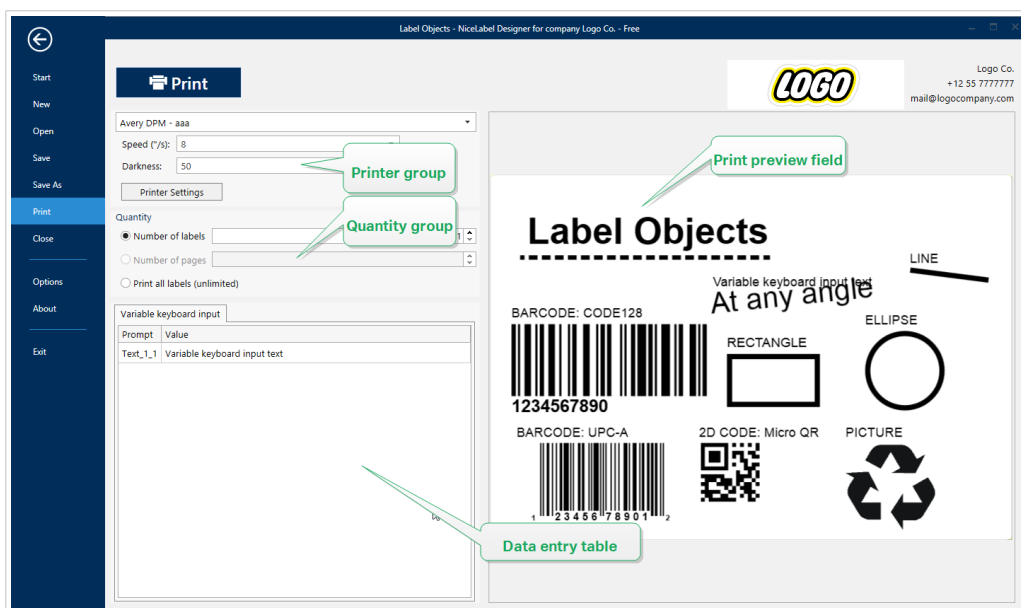 Label Objects - NiceLabel Designer for company Logo Co. - Free
Start
New
Open
Save
Save As
Print
Close
Options
About
Exit
Print
LOGO
Logo Co.
+12 55 7777777
mail@logocompany.com
Avery DPM - aaa
Speed ("/s): 8
Darkness: 50
Printer Settings
Printer group
Quantity
Number of labels 1
Number of pages
Print all labels (unlimited)
Quantity group
Variable keyboard input
Prompt Value
Text_1_1 Variable keyboard input text
Data entry table
Print preview field
Label Objects
LINE
Variable keyboard input text
At any angle
BARCODE: CODE128
1234567890
RECTANGLE
ELLIPSE
BARCODE: UPC-A
1 23456 78901 2
2D CODE: Micro QR
PICTURE